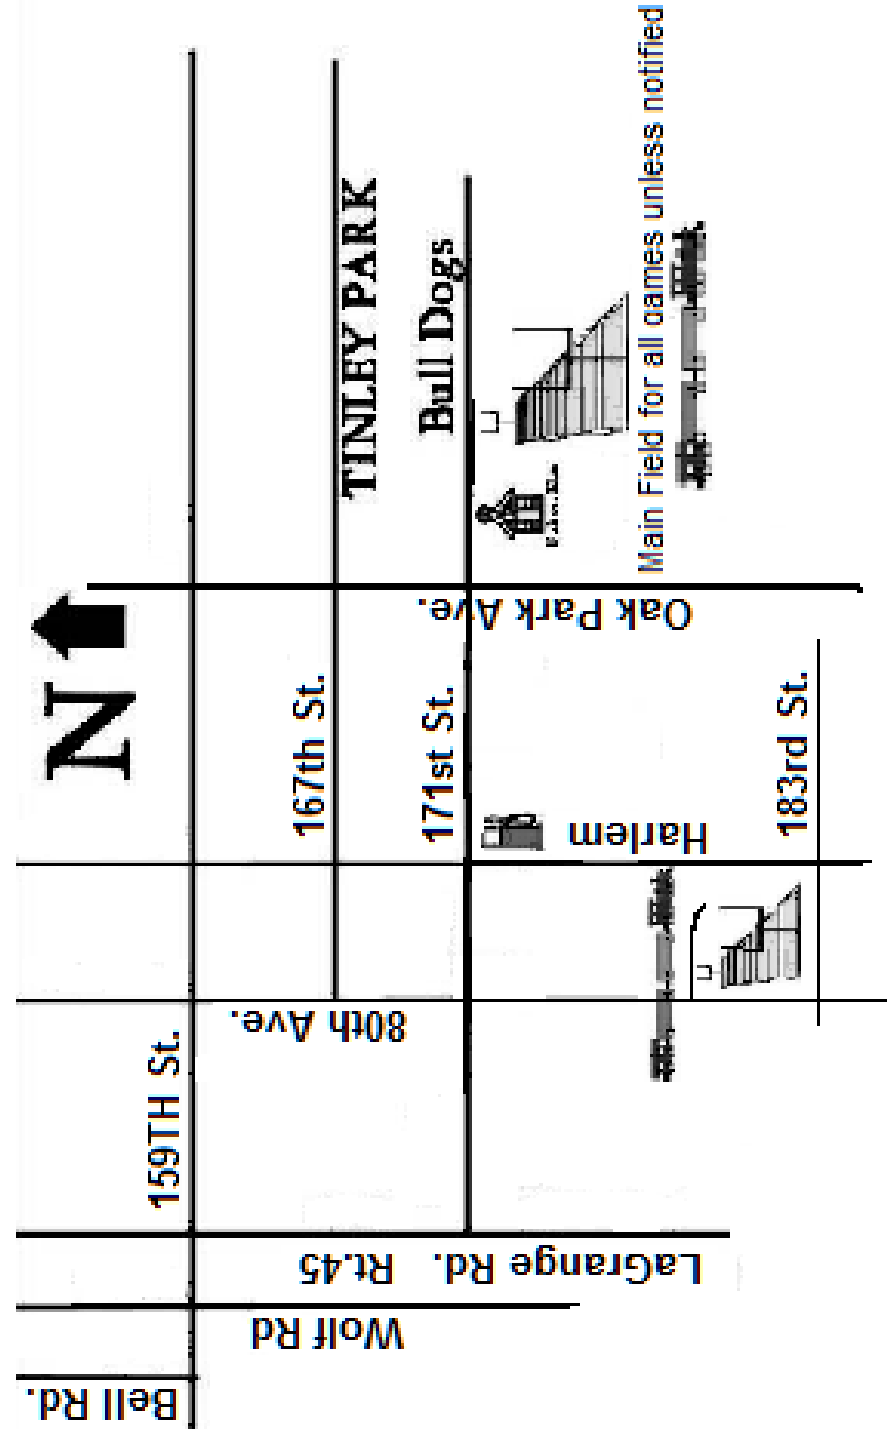 N
Bell Rd.
159TH St.
Wolf Rd
LaGrange Rd. Rt.45
80th Ave.
167th St.
TINLEY PARK
171st St.
Bull Dogs
Oak Park Ave.
Harlem
Main Field for all games unless notified
183rd St.